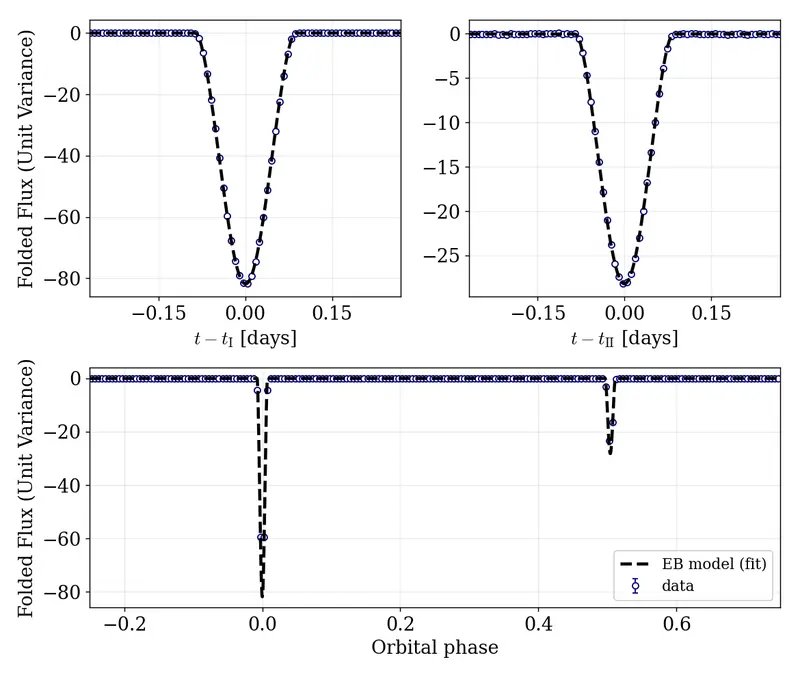 Folded Flux (Unit Variance)
0
−20
−40
−60
−80
−0.15 0.00 0.15
t − tI [days]
0
−5
−10
−15
−20
−25
−0.15 0.00 0.15
t − tII [days]
Folded Flux (Unit Variance)
0
−20
−40
−60
−80
EB model (fit)
data
−0.2 0.0 0.2 0.4 0.6
Orbital phase